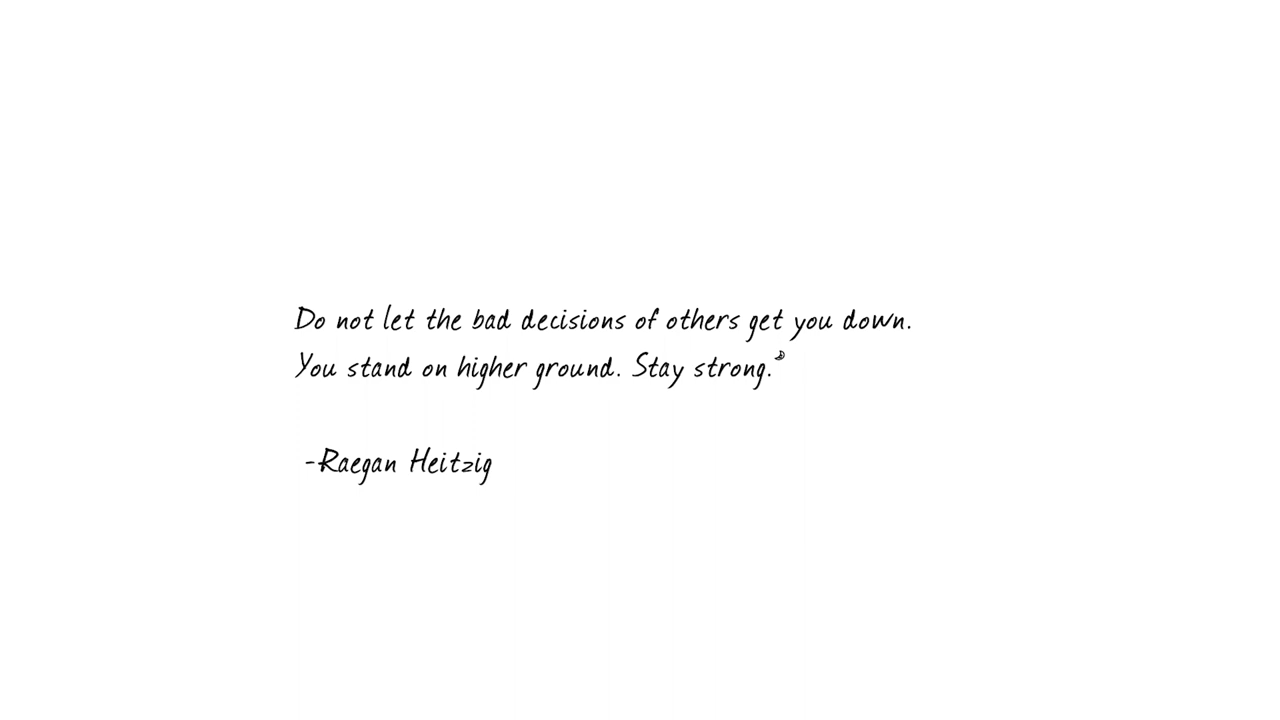 Do not let the bad decisions of others get you down.
You stand on higher ground. Stay strong.
-Raegan Heitzig